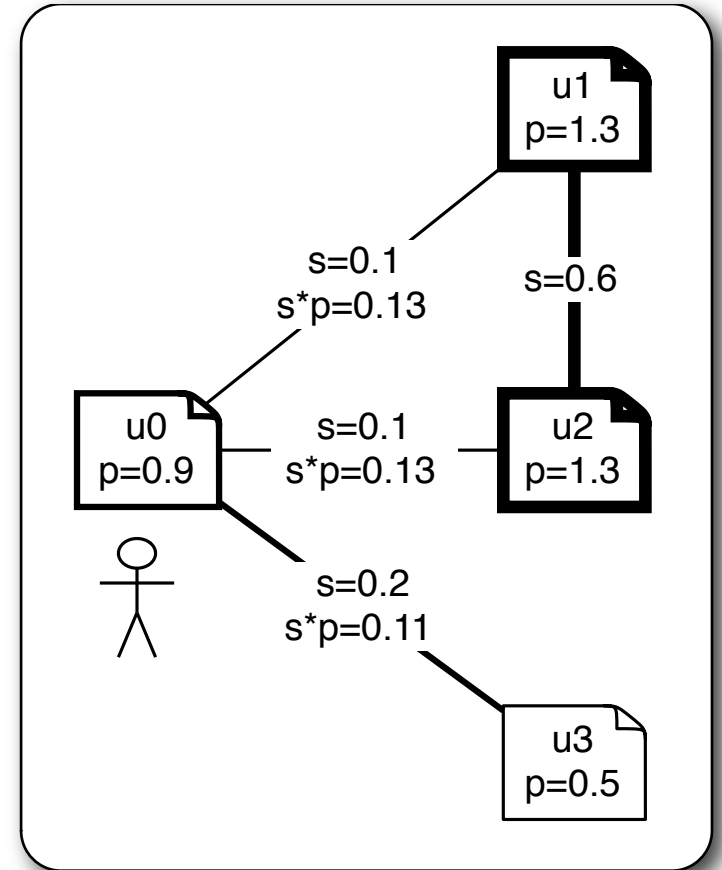 u1
p=1.3
s=0.1
s*p=0.13
s=0.6
u0
p=0.9
s=0.1
s*p=0.13
u2
p=1.3
s=0.2
s*p=0.11
u3
p=0.5